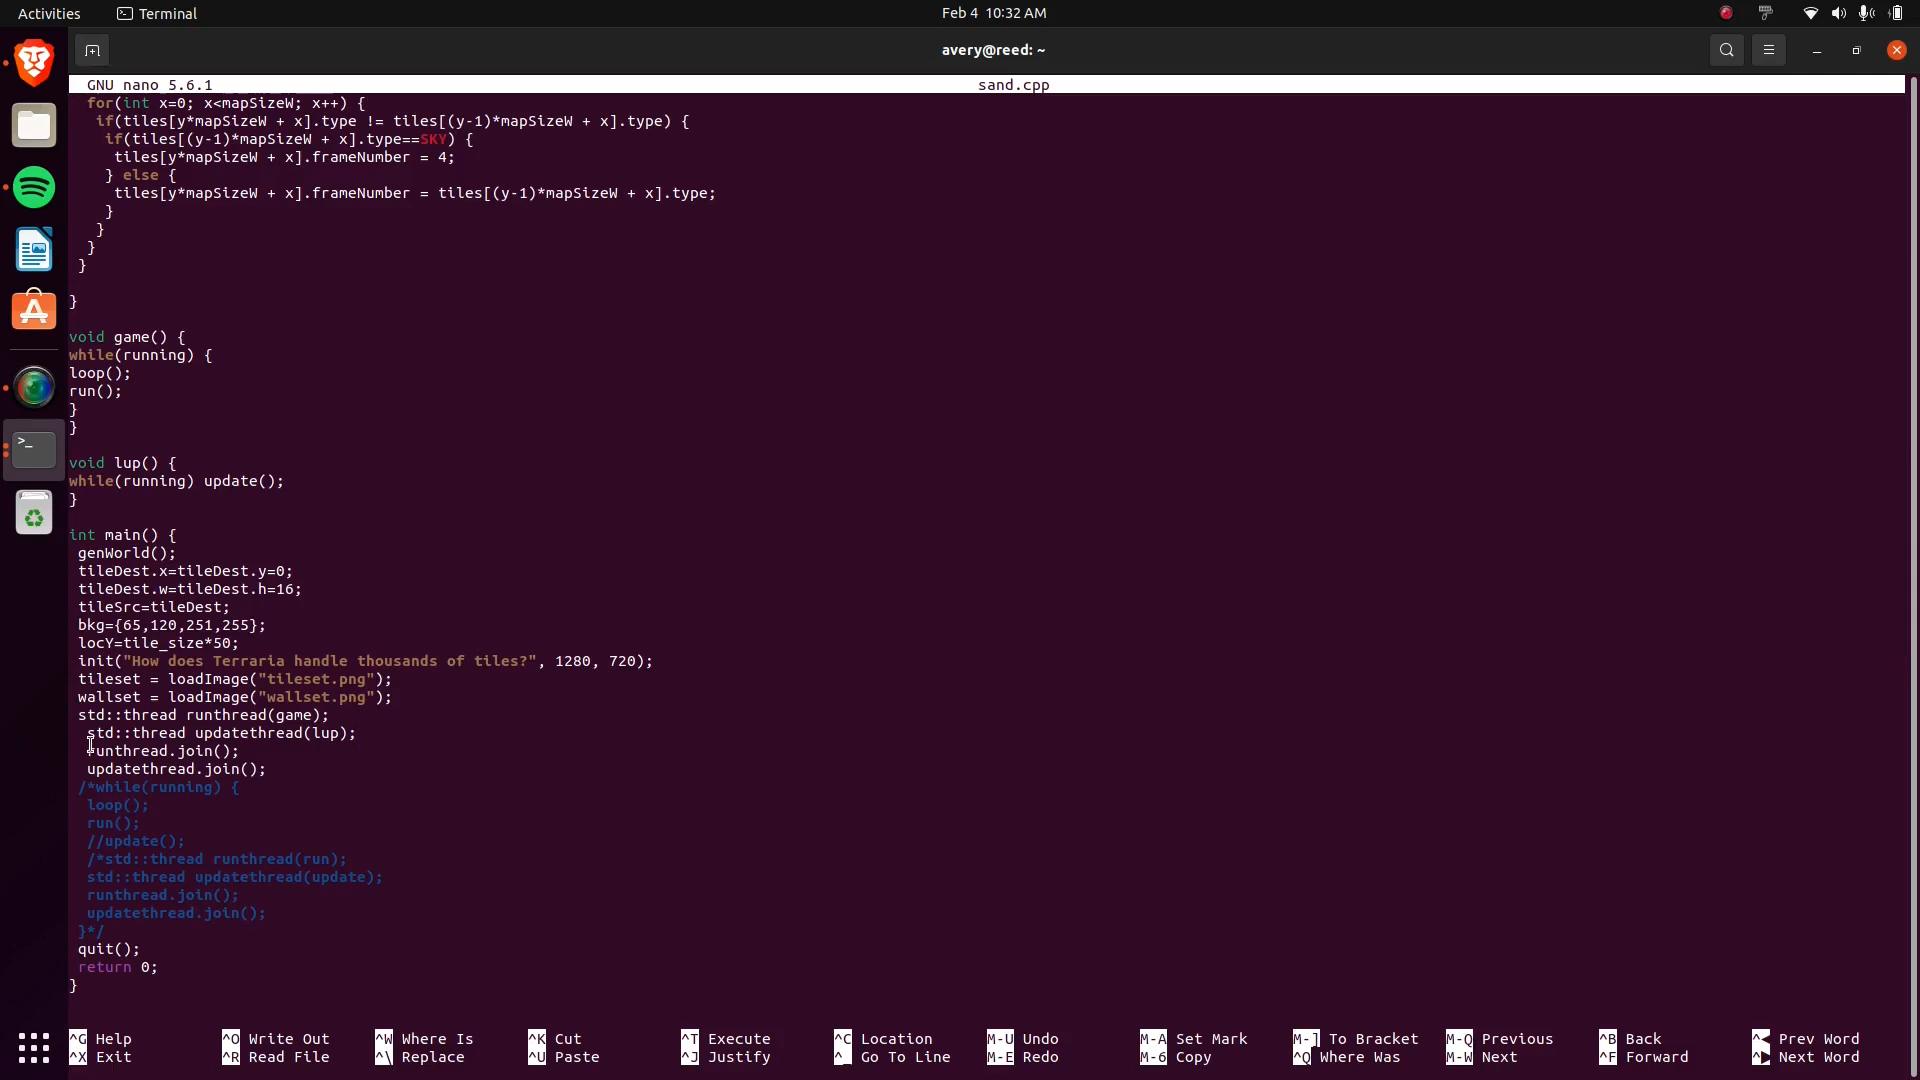 Activities
Terminal
Feb 4 10:32 AM
avery@reed: ~
GNU nano 5.6.1
sand.cpp
for(int x=0; x<mapSizeW; x++) {
if(tiles[y*mapSizeW + x].type != tiles[(y-1)*mapSizeW + x].type) {
if(tiles[(y-1)*mapSizeW + x].type==SKY) {
tiles[y*mapSizeW + x].frameNumber = 4;
} else {
tiles[y*mapSizeW + x].frameNumber = tiles[(y-1)*mapSizeW + x].type;
}
}
}
}
}
void game() {
while(running) {
loop();
run();
}
}
void lup() {
while(running) update();
}
int main() {
genWorld();
tileDest.x=tileDest.y=0;
tileDest.w=tileDest.h=16;
tileSrc=tileDest;
bkg={65,120,251,255};
locY=tile_size*50;
init("How does Terraria handle thousands of tiles?", 1280, 720);
tileset = loadImage("tileset.png");
wallset = loadImage("wallset.png");
std::thread runthread(game);
std::thread updatethread(lup);
runthread.join();
updatethread.join();
/*while(running) {
loop();
run();
//update();
/*std::thread runthread(run);
std::thread updatethread(update);
runthread.join();
updatethread.join();
}*/
quit();
return 0;
}
^G Help ^O Write Out ^W Where Is ^K Cut ^T Execute ^C Location M-U Undo M-A Set Mark M-] To Bracket M-Q Previous ^B Back ^◀ Prev Word
^X Exit ^R Read File ^\ Replace ^U Paste ^J Justify ^_ Go To Line M-E Redo M-6 Copy ^Q Where Was M-W Next ^F Forward ^▶ Next Word